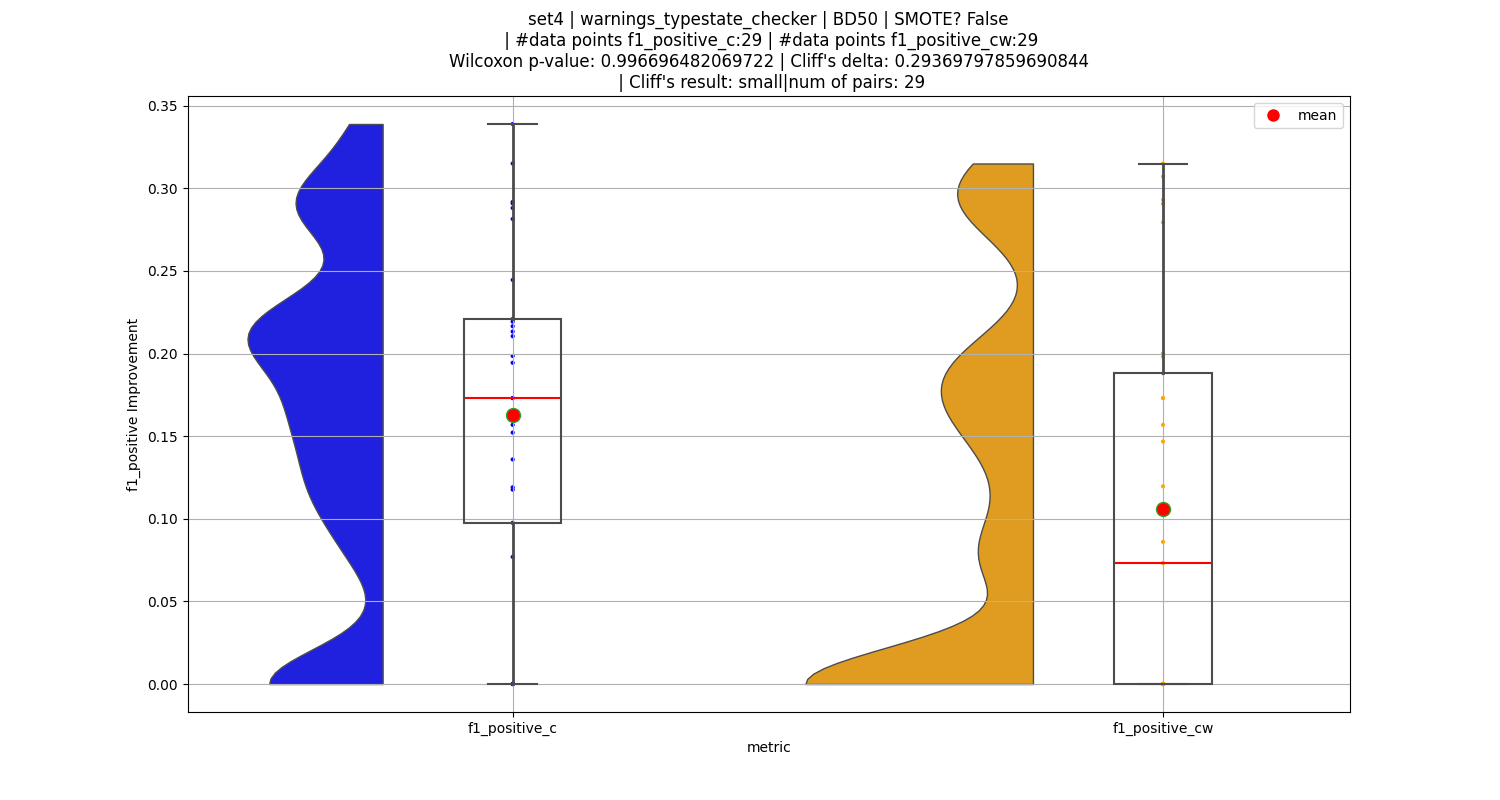 set4 | warnings_typestate_checker | BD50 | SMOTE? False
| #data points f1_positive_c:29 | #data points f1_positive_cw:29
Wilcoxon p-value: 0.996696482069722 | Cliff's delta: 0.29369797859690844
| Cliff's result: small|num of pairs: 29
mean
0.35
0.30
0.25
0.20
0.15
0.10
0.05
0.00
f1_positive Improvement
f1_positive_c
f1_positive_cw
metric